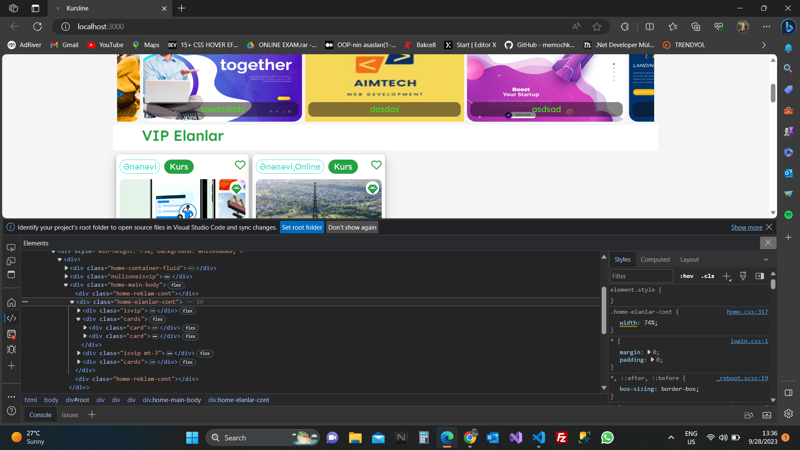 Kursline
localhost:3000
AdRiver
Gmail
YouTube
Maps
15+ CSS HOVER EF...
ONLINE EXAM.rar -...
OOP-nin asaslan(1-...
Bakcell
Start | Editor X
GitHub - memochk...
.Net Developer Mül...
TRENDYOL
together
AIMTECH
WEB DEVELOPMENT
Boost
Your Startup
asdadads
dasdas
asdsad
VIP Elanlar
Ənənəvi
Kurs
Ənənəvi,Online
Kurs
Identify your project's root folder to open source files in Visual Studio Code and sync changes.
Set root folder
Don't show again
Show more
Elements
<div>
<div class="home-container-fluid"> </div>
<div class="nullzoneisvip"> </div>
<div class="home-main-body"> flex
<div class="home-reklam-cont"></div>
<div class="home-elanlar-cont"> == $0
<div class="isvip"> </div> flex
<div class="cards"> flex
<div class="card"> </div> flex
<div class="card"> </div> flex
</div>
<div class="isvip mt-3"> </div> flex
<div class="cards"> </div> flex
</div>
<div class="home-reklam-cont"></div>
</div>
html body div#root div div div div.home-main-body div.home-elanlar-cont
Console
Issues
Styles
Computed
Layout
Filter
:hov
.cls
element.style {
}
.home-elanlar-cont {
Home.css:317
width: 74%;
}
* {
login.css:1
margin: 0;
padding: 0;
}
*, ::after, ::before {
_reboot.scss:19
box-sizing: border-box;
}
27°C
Sunny
Search
ENG
US
13:36
9/28/2023